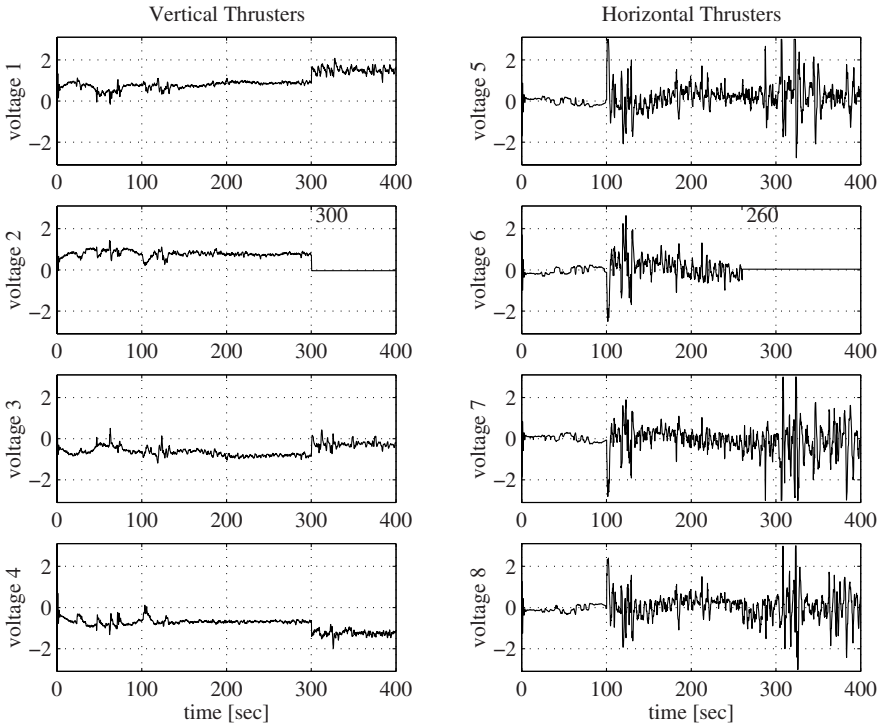 Vertical Thrusters
Horizontal Thrusters
voltage 1
2
0
−2
0 100 200 300 400
voltage 5
2
0
−2
0 100 200 300 400
voltage 2
2
0
−2
300
0 100 200 300 400
voltage 6
2
0
−2
260
0 100 200 300 400
voltage 3
2
0
−2
0 100 200 300 400
voltage 7
2
0
−2
0 100 200 300 400
voltage 4
2
0
−2
0 100 200 300 400
time [sec]
voltage 8
2
0
−2
0 100 200 300 400
time [sec]